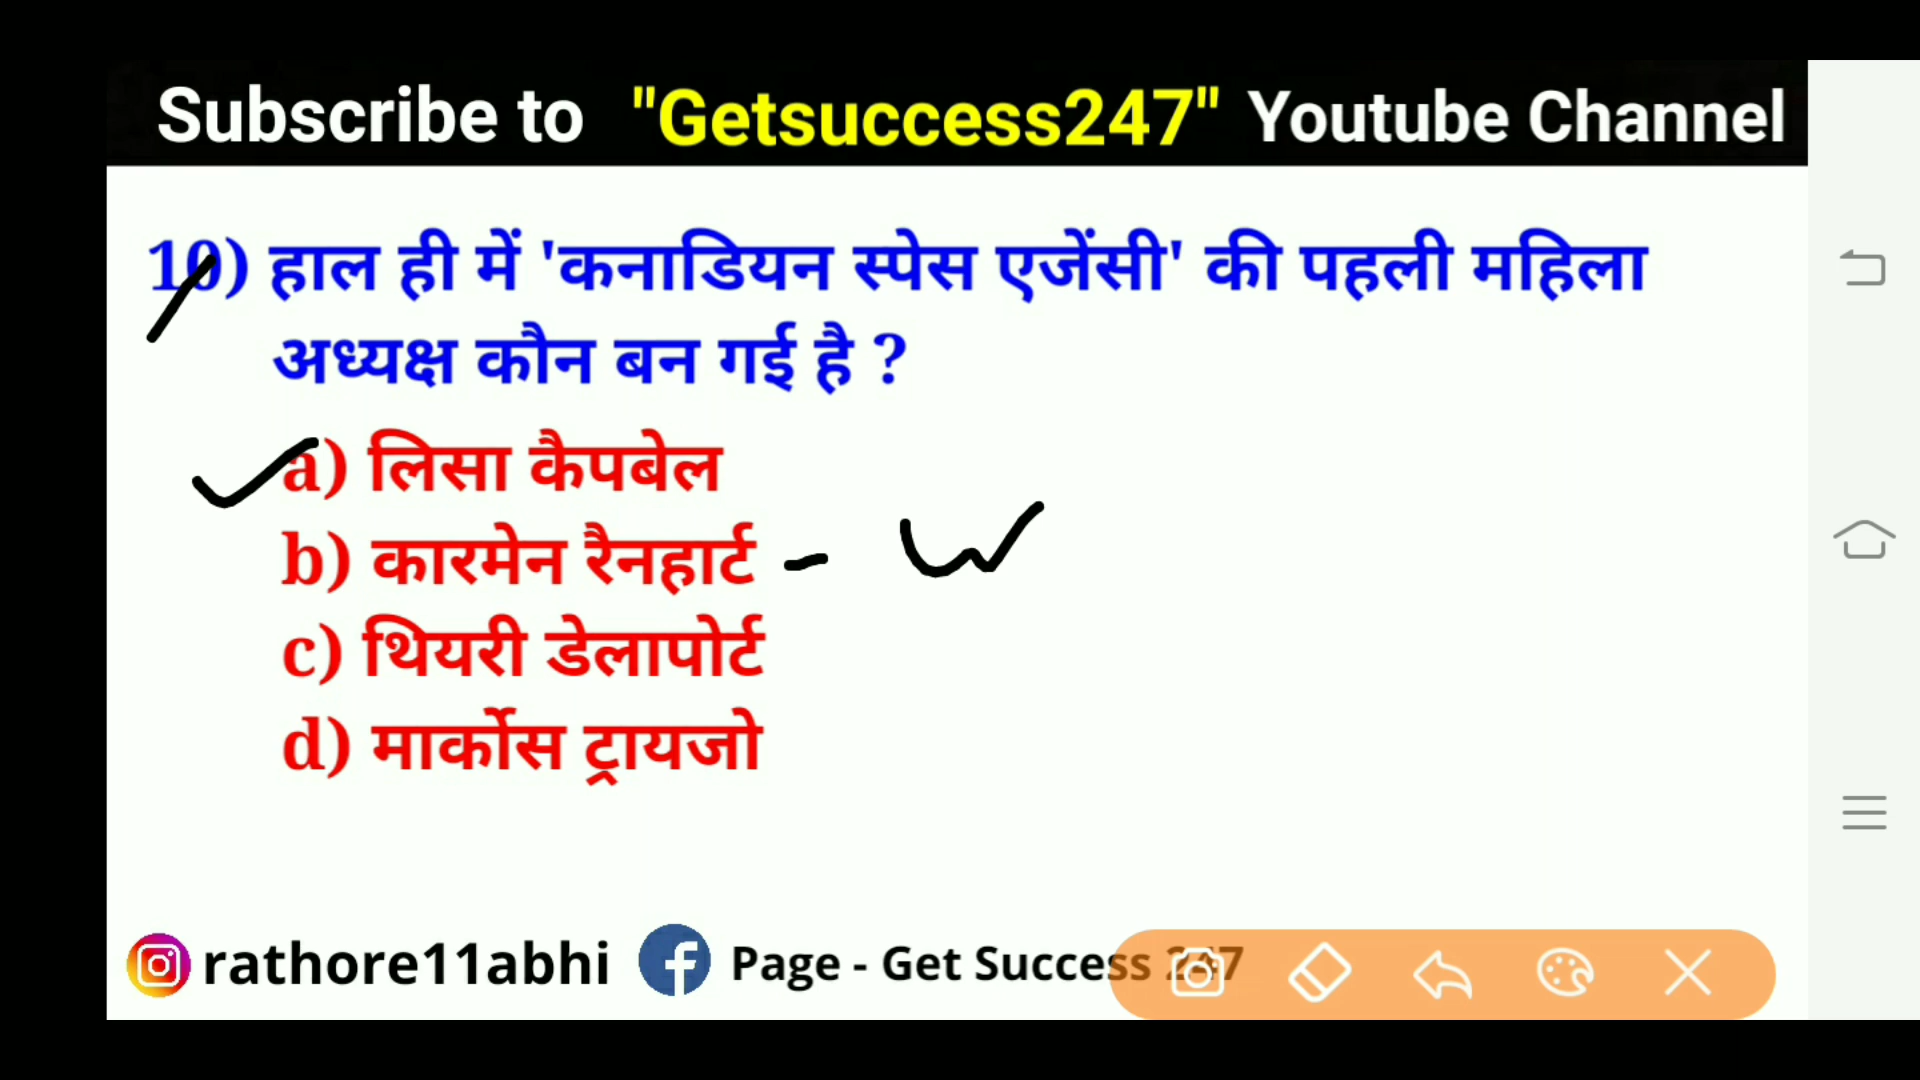 Subscribe to "Getsuccess247" Youtube Channel
10) हाल ही में 'कनाडियन स्पेस एजेंसी' की पहली महिला
अध्यक्ष कौन बन गई है ?
a) लिसा कैपबेल
b) कारमेन रैनहार्ट - W
c) थियरी डेलापोर्ट
d) मार्कोस ट्रायजो
rathore11abhi Page - Get Success 247